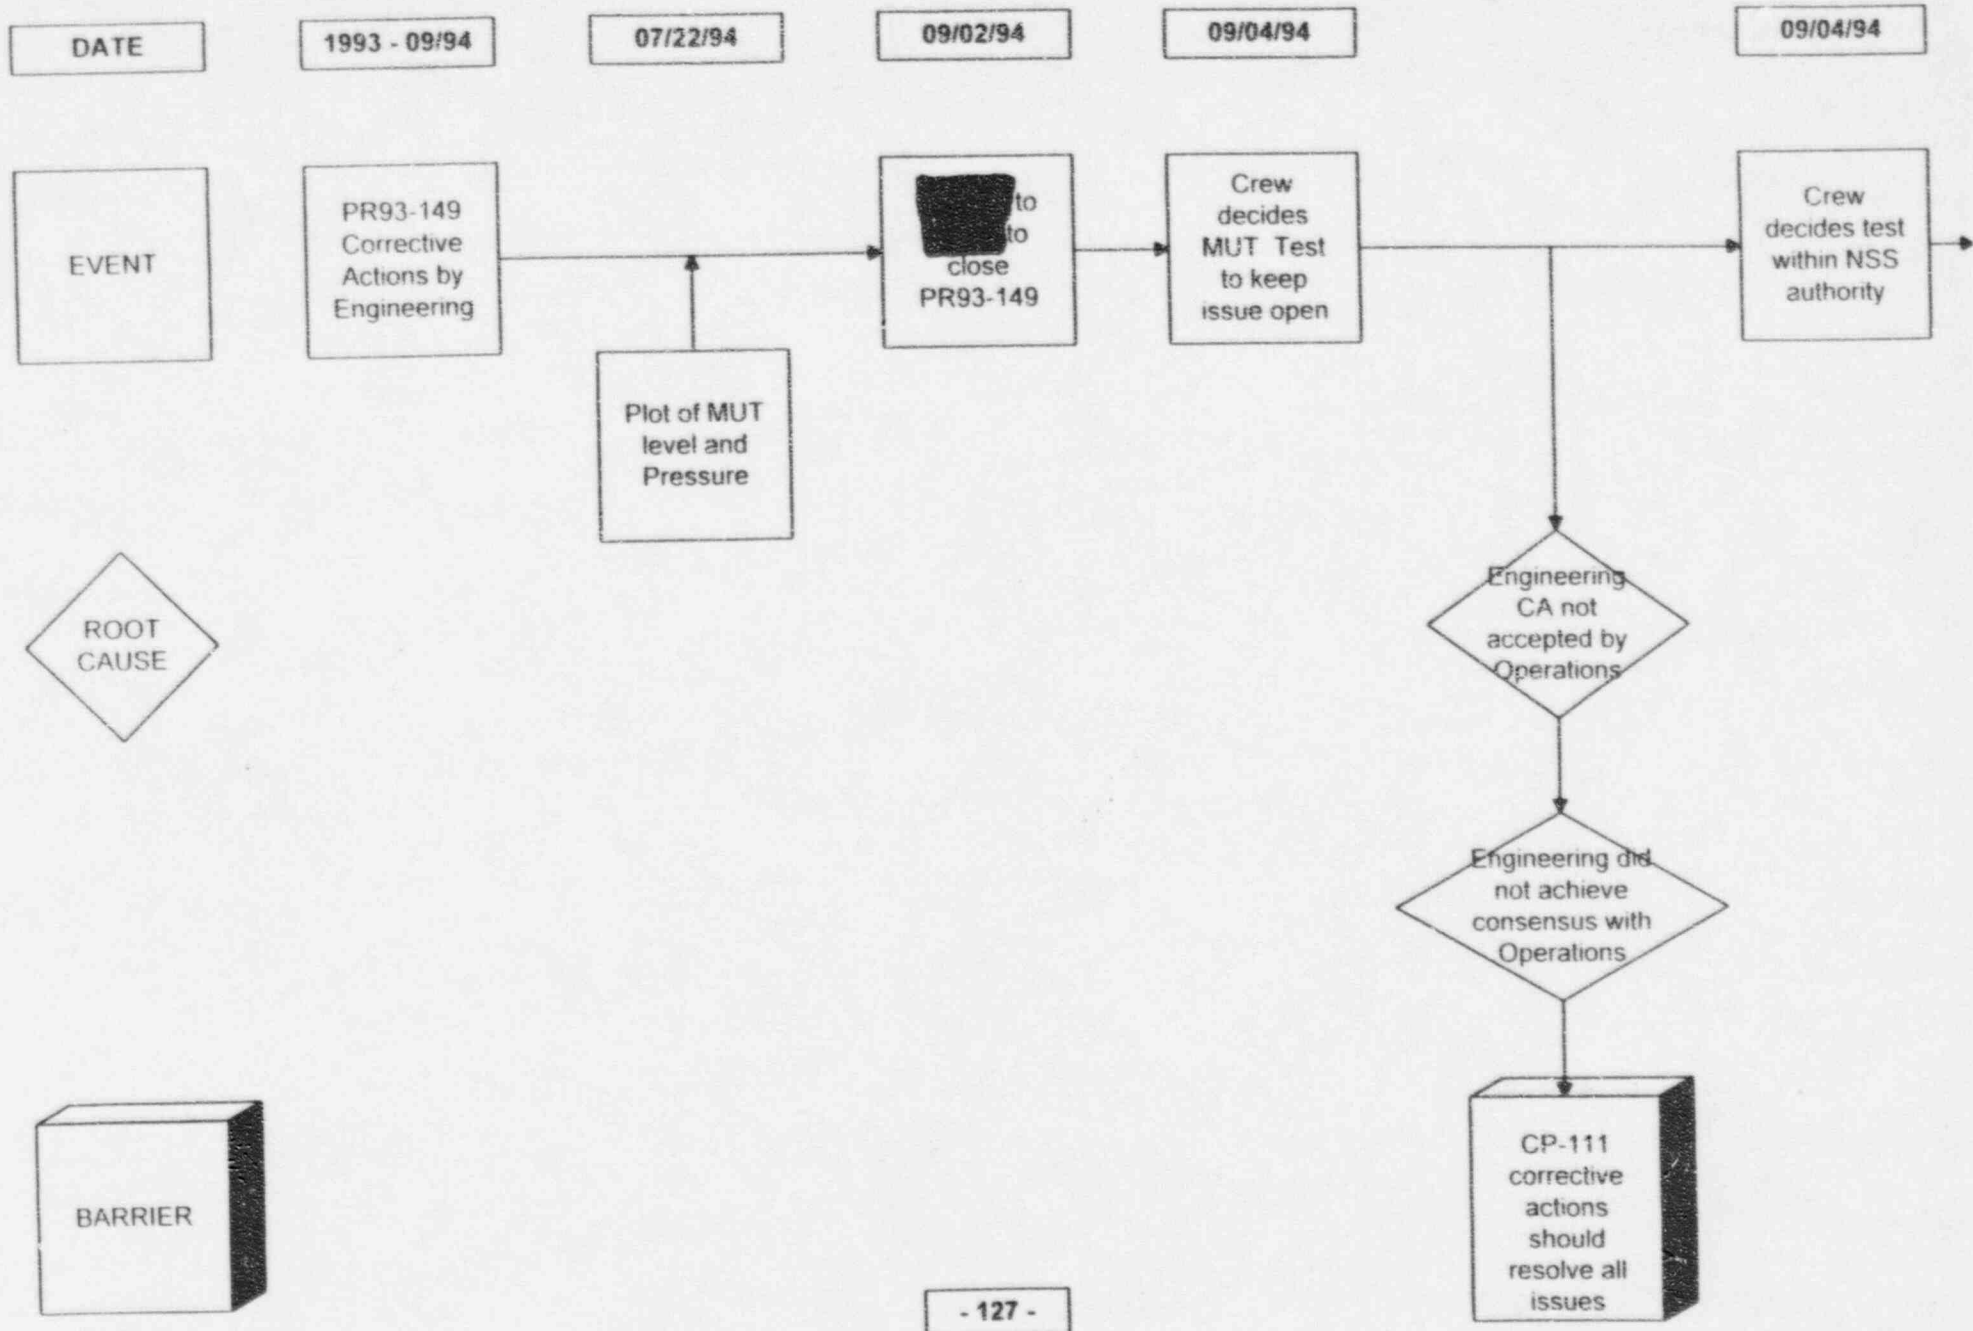 DATE
1993 - 09/94
07/22/94
09/02/94
09/04/94
09/04/94
EVENT
PR93-149
Corrective
Actions by
Engineering
Plot of MUT
level and
Pressure
to
to
close
PR93-149
Crew
decides
MUT Test
to keep
issue open
Crew
decides test
within NSS
authority
ROOT
CAUSE
Engineering
CA not
accepted by
Operations
Engineering did
not achieve
consensus with
Operations
BARRIER
CP-111
corrective
actions
should
resolve all
issues
- 127 -